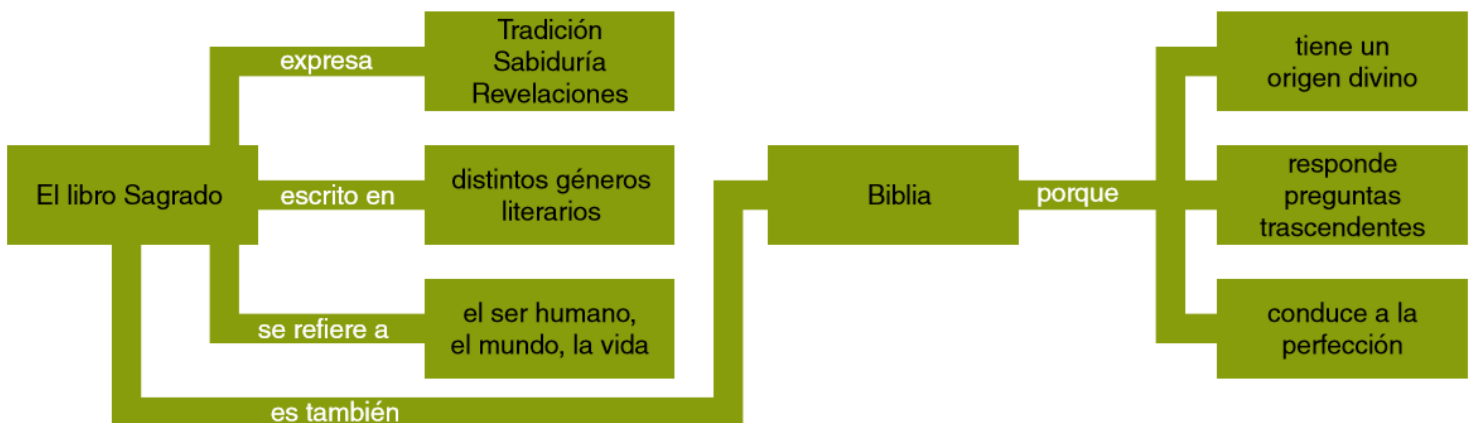 El libro Sagrado
expresa
Tradición
Sabiduría
Revelaciones
escrito en
distintos géneros
literarios
se refiere a
el ser humano,
el mundo, la vida
es también
Biblia
porque
tiene un
origen divino
responde
preguntas
trascendentes
conduce a la
perfección